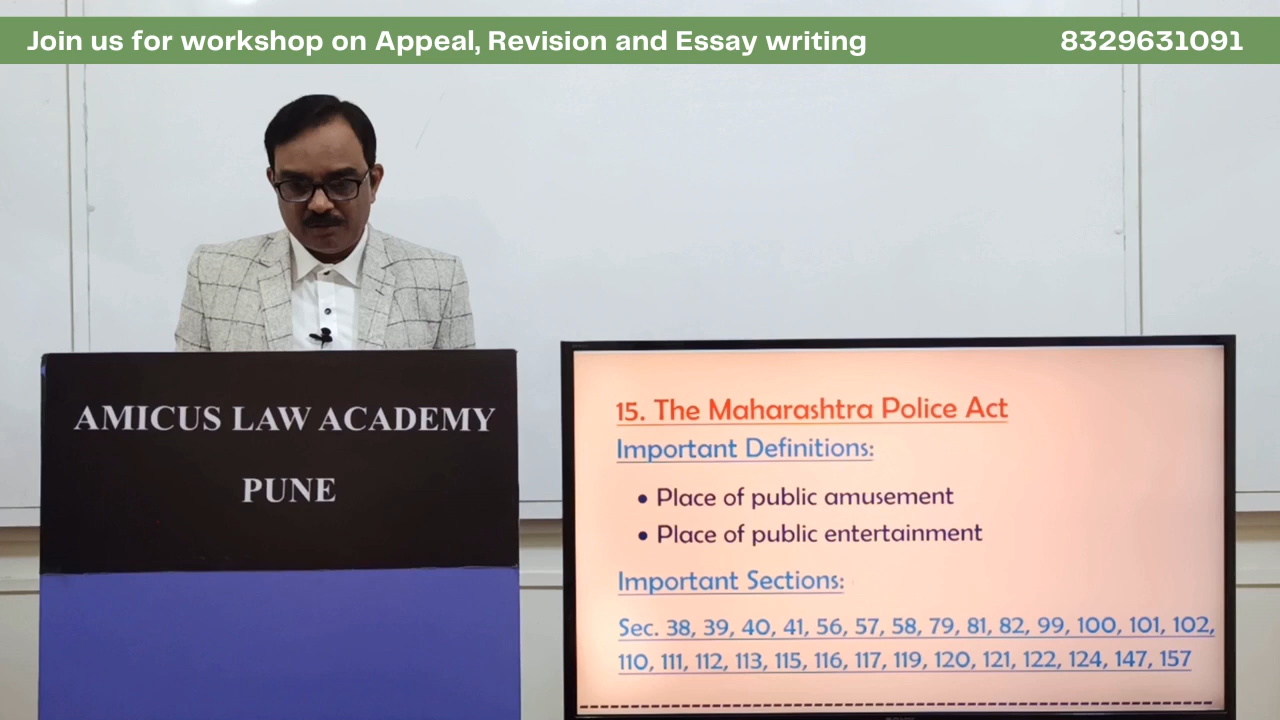 Join us for workshop on Appeal, Revision and Essay writing 8329631091
AMICUS LAW ACADEMY
PUNE
15. The Maharashtra Police Act
Important Definitions:
• Place of public amusement
• Place of public entertainment
Important Sections:
Sec. 38, 39, 40, 41, 56, 57, 58, 79, 81, 82, 99, 100, 101, 102,
110, 111, 112, 113, 115, 116, 117, 119, 120, 121, 122, 124, 147, 157